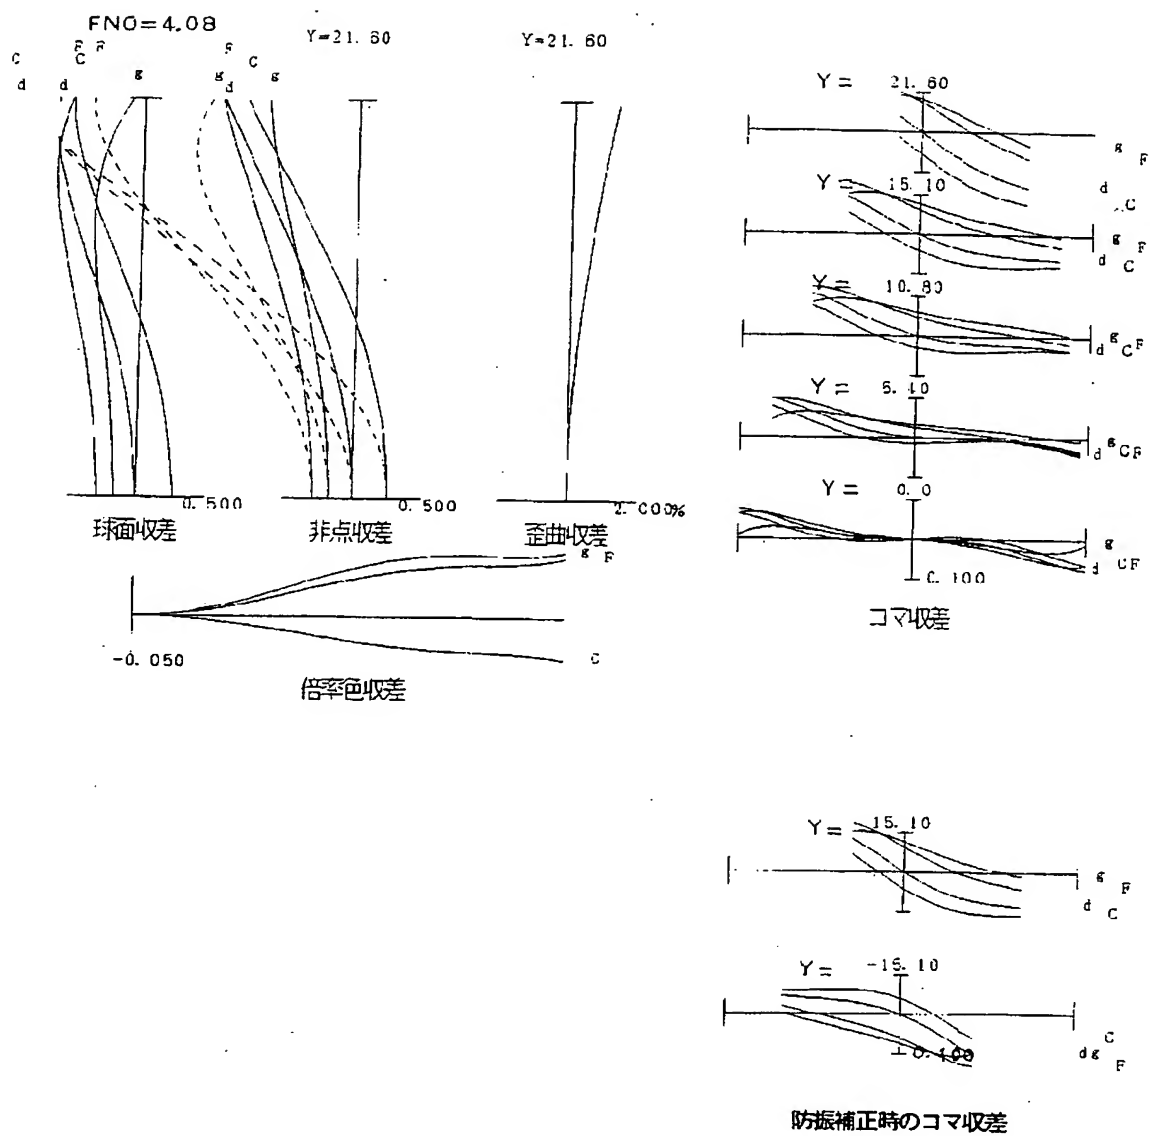 FNO=4.08
Y=21.60
Y=21.60
C F C F
d d g
F C
g d g
0.500
球面収差
0.500
非点収差
2.000%
歪曲収差
g F
C
-0.050
倍率色収差
Y= 21.60
g F
d C
Y= 15.10
g F
d C
Y= 10.80
g F
d C
Y= 5.40
g F
d C
Y= 0.0
g F
d C
0.100
コマ収差
Y= 15.10
g F
d C
Y= -15.10
C
d g F
0.100
防振補正時のコマ収差